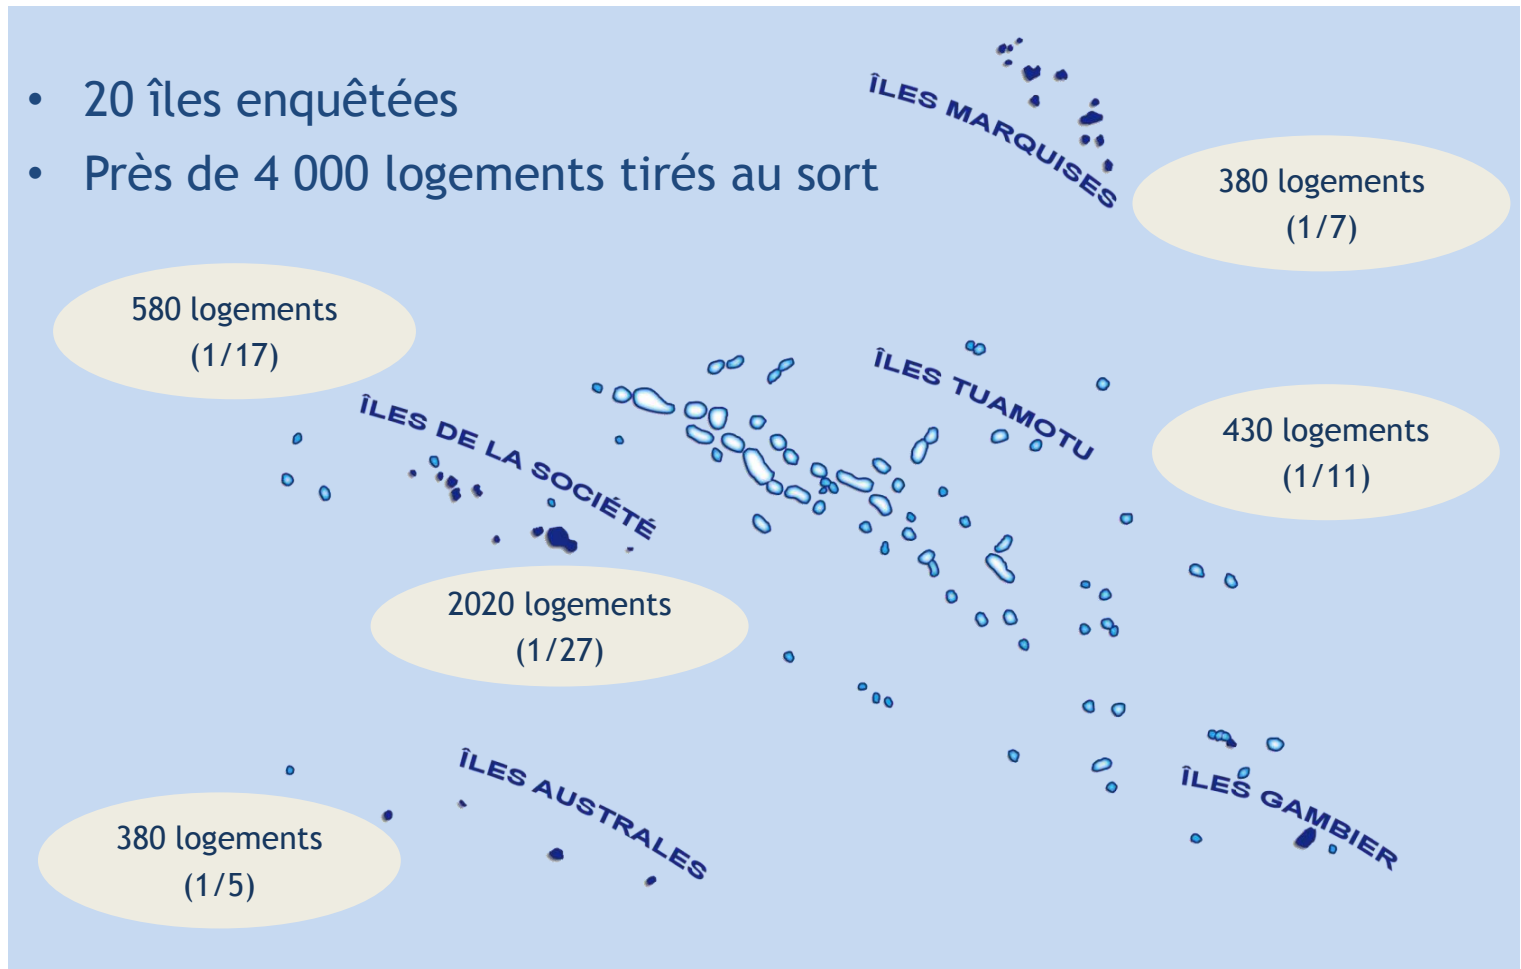 • 20 îles enquêtées
• Près de 4 000 logements tirés au sort
ÎLES MARQUISES
380 logements
(1/7)
580 logements
(1/17)
ÎLES DE LA SOCIÉTÉ
ÎLES TUAMOTU
430 logements
(1/11)
2020 logements
(1/27)
ÎLES AUSTRALES
ÎLES GAMBIER
380 logements
(1/5)